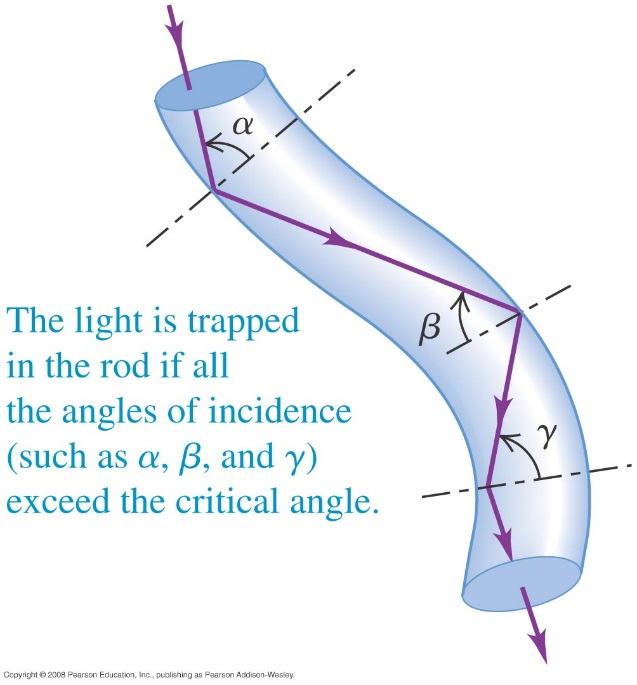 α
β
γ
The light is trapped
in the rod if all
the angles of incidence
(such as α, β, and γ)
exceed the critical angle.
Copyright © 2008 Pearson Education, Inc., publishing as Pearson Addison-Wesley.